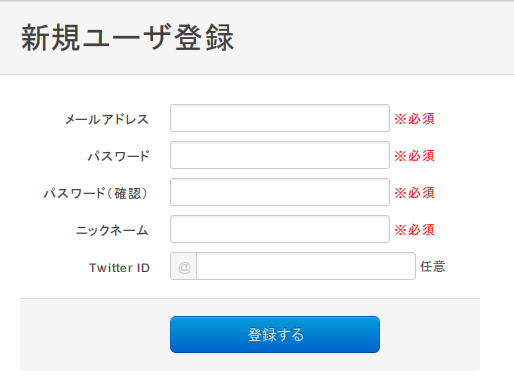 新規ユーザ登録
メールアドレス ※必須
パスワード ※必須
パスワード（確認） ※必須
ニックネーム ※必須
Twitter ID @ 任意
登録する